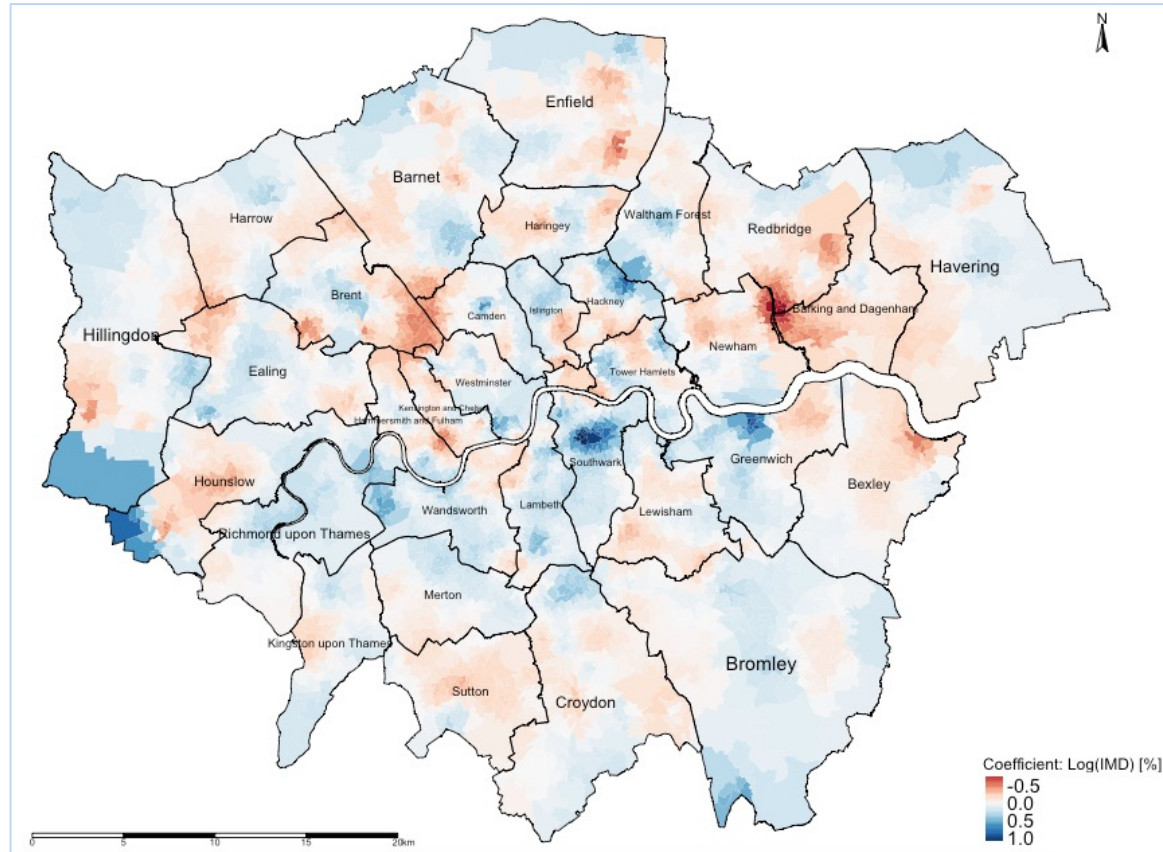 N
Enfield
Barnet
Harrow
Haringey
Waltham Forest
Redbridge
Havering
Brent
Camden
Islington
Hackney
Barking and Dagenham
Hillingdon
Newham
Ealing
Westminster
Tower Hamlets
Kensington and Chelsea
Hammersmith and Fulham
Southwark
Greenwich
Hounslow
Bexley
Wandsworth
Lambeth
Lewisham
Richmond upon Thames
Merton
Kingston upon Thames
Bromley
Sutton
Croydon
Coefficient: Log(IMD) [%]
-0.5
0.0
0.5
1.0
0 5 10 15 20km